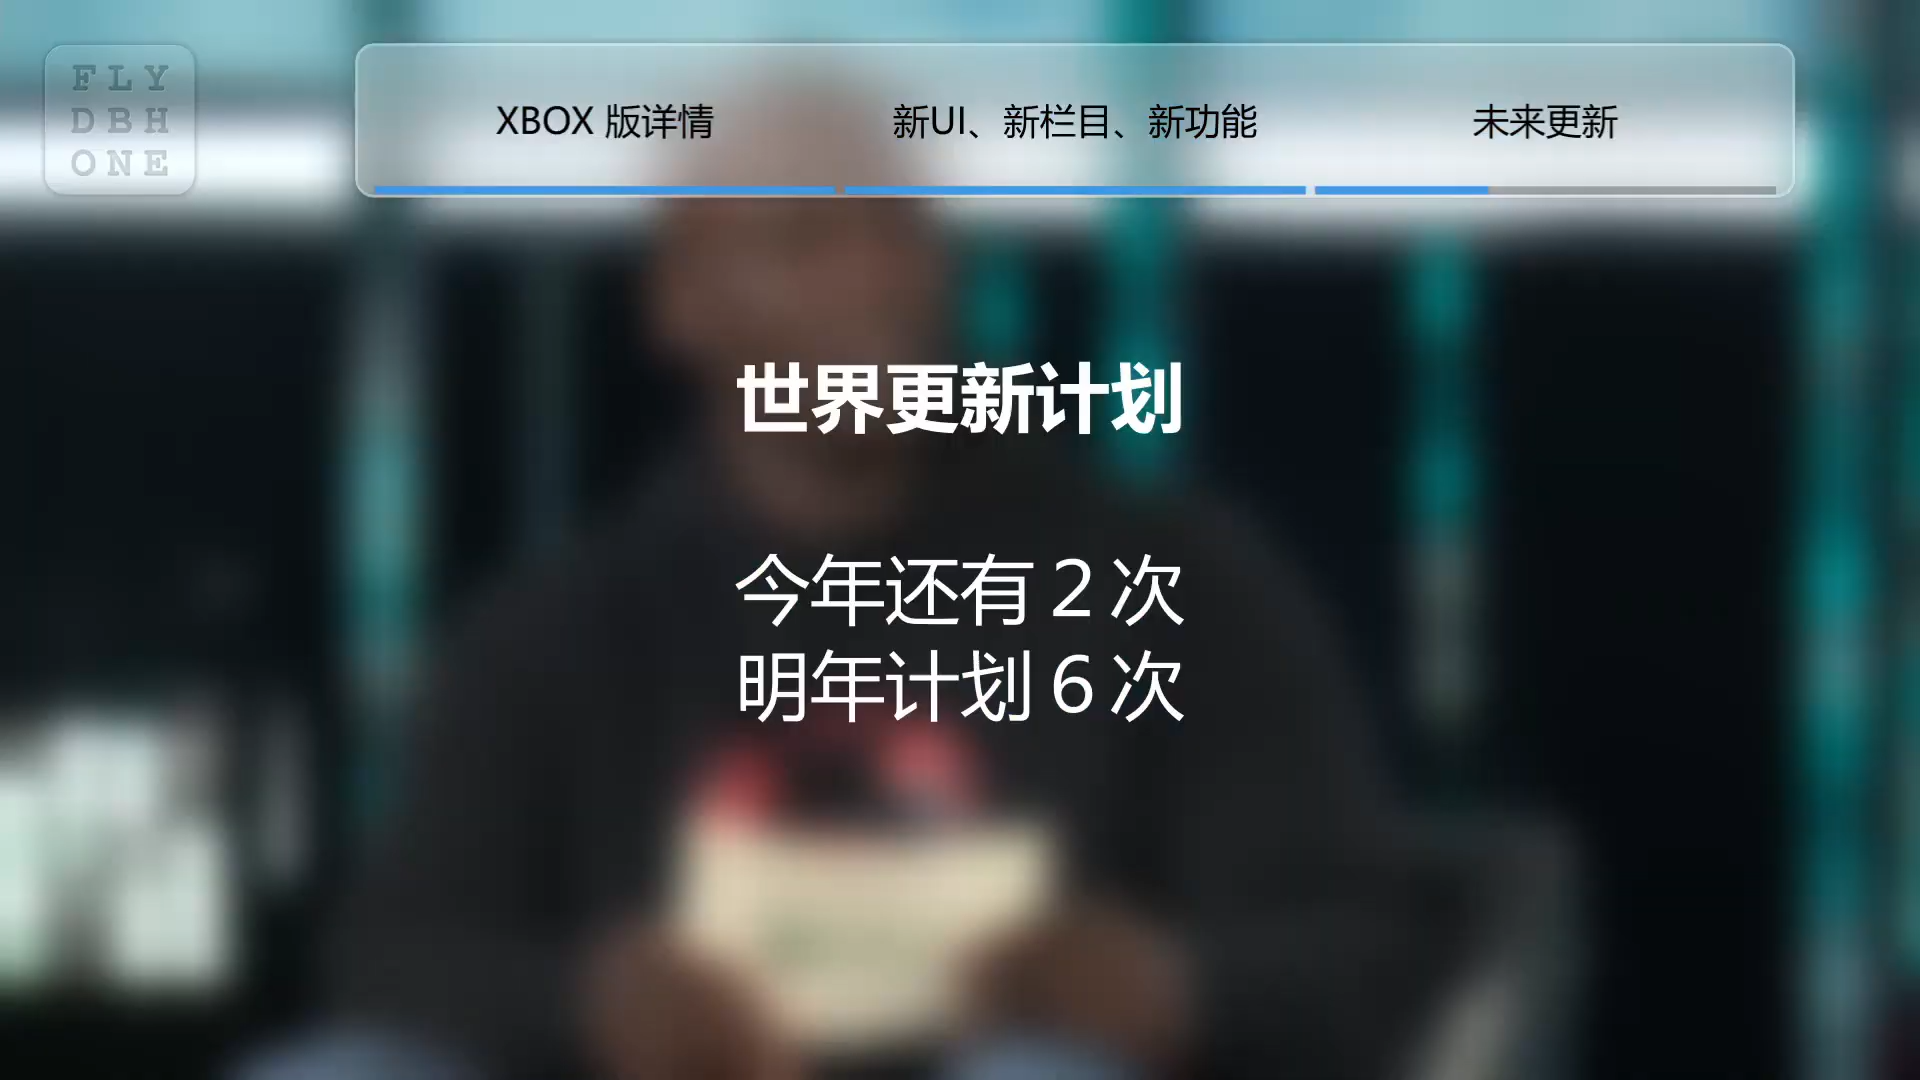 FLY
DBH
ONE
XBOX 版详情
新UI、新栏目、新功能
未来更新
世界更新计划
今年还有 2 次
明年计划 6 次